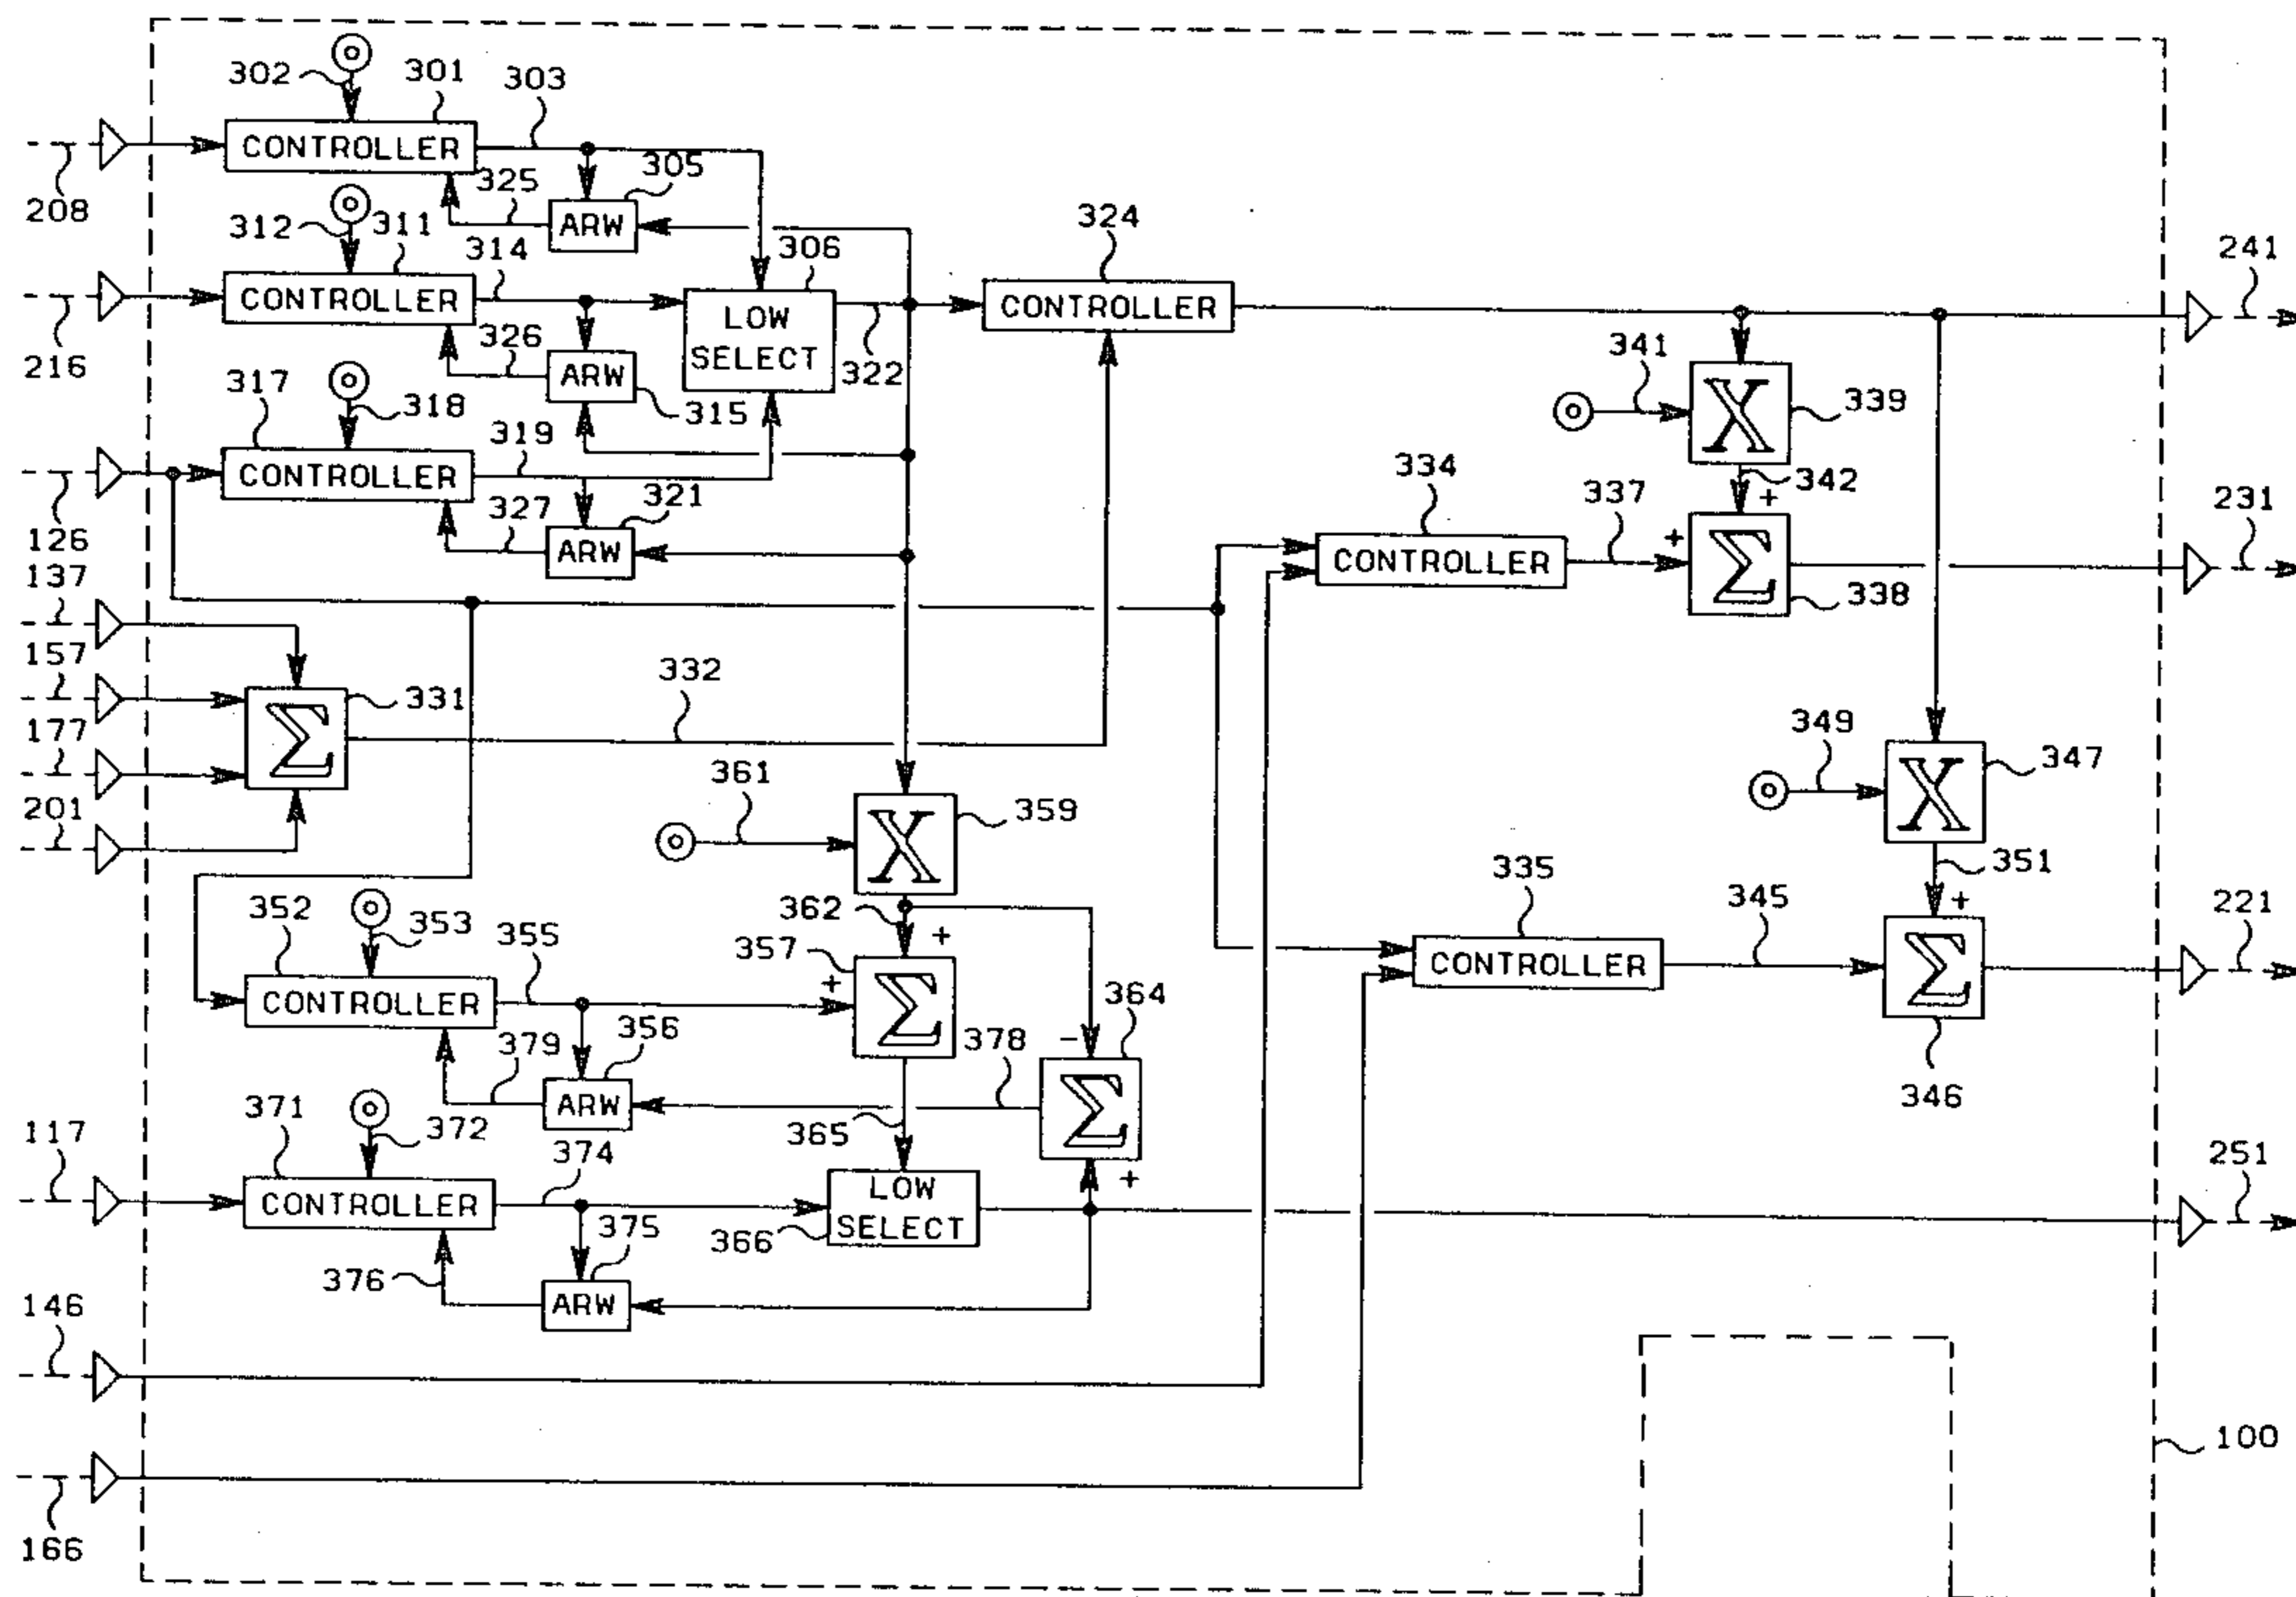 302
301
303
CONTROLLER
208
325
305
ARW
312
311
314
306
324
241
216
CONTROLLER
326
LOW
SELECT
322
CONTROLLER
341
X
339
317
318
ARW
315
319
126
CONTROLLER
327
321
ARW
334
337
342
+
+
Σ
338
231
CONTROLLER
137
157
177
201
331
Σ
332
361
X
359
349
X
347
351
352
353
355
362
357
+
+
Σ
335
345
+
Σ
346
221
CONTROLLER
CONTROLLER
379
356
ARW
378
364
-
Σ
+
117
371
372
374
365
CONTROLLER
LOW
SELECT
366
251
375
376
ARW
146
166
100